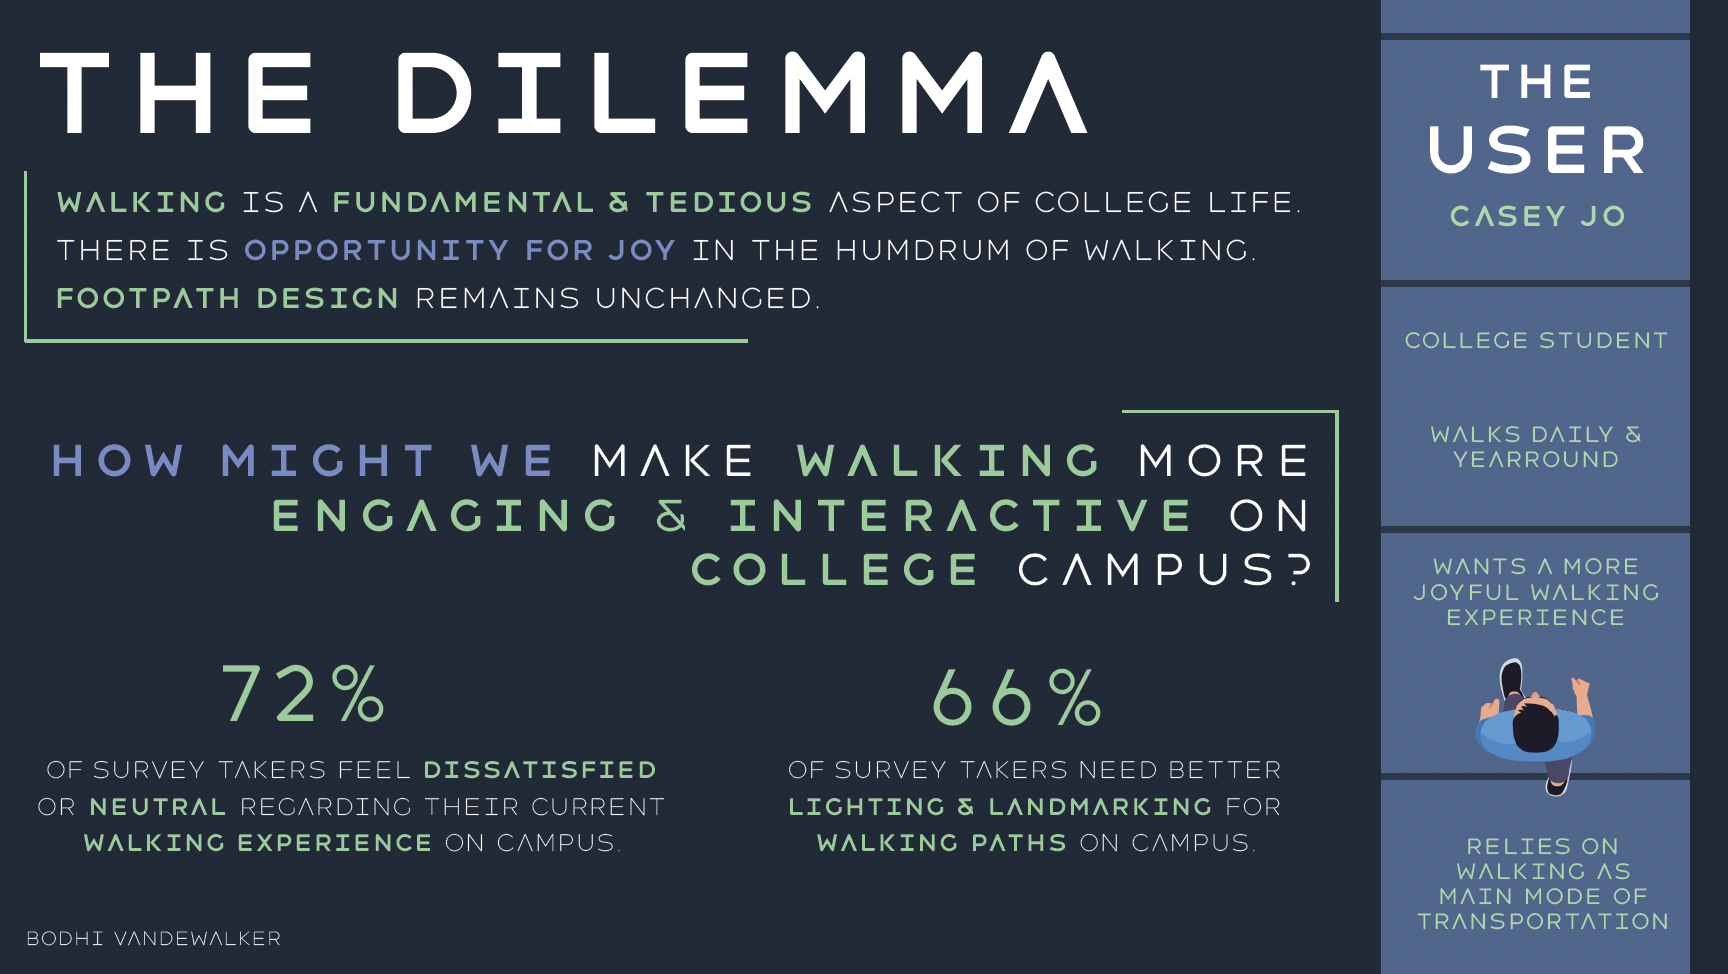 THE DILEMMA
WALKING IS A FUNDAMENTAL & TEDIOUS ASPECT OF COLLEGE LIFE.
THERE IS OPPORTUNITY FOR JOY IN THE HUMDRUM OF WALKING.
FOOTPATH DESIGN REMAINS UNCHANGED.
HOW MIGHT WE MAKE WALKING MORE
ENGAGING & INTERACTIVE ON
COLLEGE CAMPUS?
72%
OF SURVEY TAKERS FEEL DISSATISFIED
OR NEUTRAL REGARDING THEIR CURRENT
WALKING EXPERIENCE ON CAMPUS.
66%
OF SURVEY TAKERS NEED BETTER
LIGHTING & LANDMARKING FOR
WALKING PATHS ON CAMPUS.
BODHI VANDEWALKER
THE
USER
CASEY JO
COLLEGE STUDENT
WALKS DAILY &
YEARROUND
WANTS A MORE
JOYFUL WALKING
EXPERIENCE
RELIES ON
WALKING AS
MAIN MODE OF
TRANSPORTATION